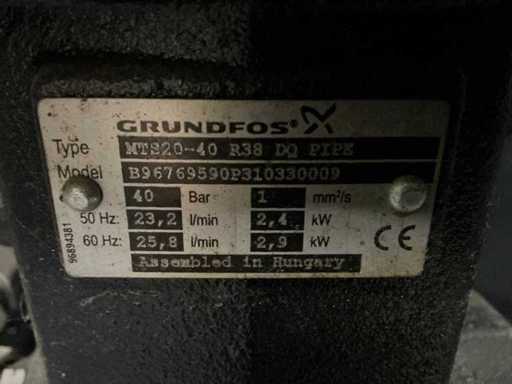 GRUNDFOS
Type MTS20-40 R38 DQ PIPE
Model B96769590P310330009
40 Bar 1 mm²/s
50 Hz: 23,2 l/min 2,4 kW
60 Hz: 25,8 l/min 2,9 kW
CE
Assembled in Hungary
96894381